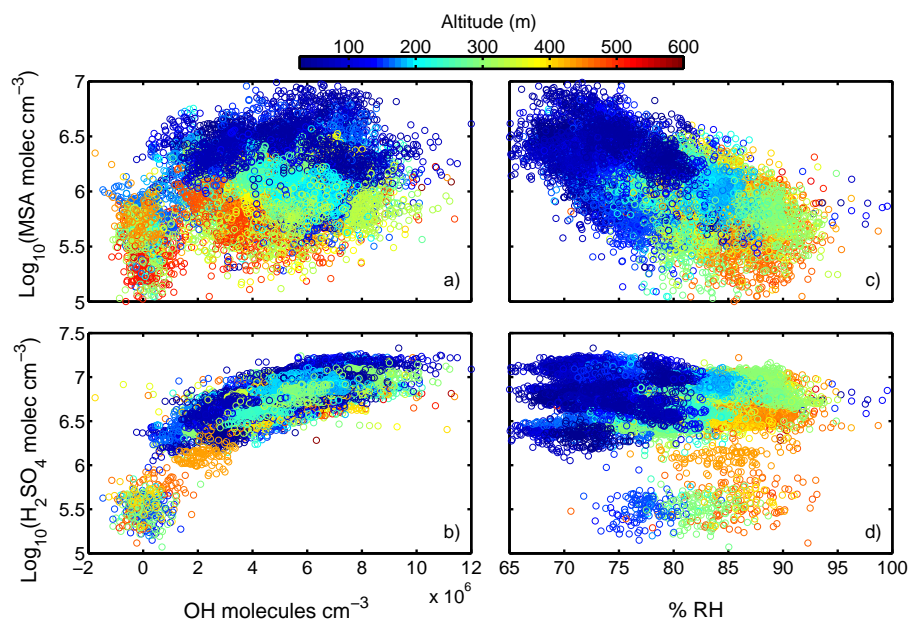 Altitude (m)
100 200 300 400 500 600
Log₁₀(MSA molec cm⁻³)
7
6.5
6
5.5
5
a)
c)
Log₁₀(H₂SO₄ molec cm⁻³)
7.5
7
6.5
6
5.5
5
b)
d)
−2 0 2 4 6 8 10 12
65 70 75 80 85 90 95 100
x 10⁶
OH molecules cm⁻³
% RH